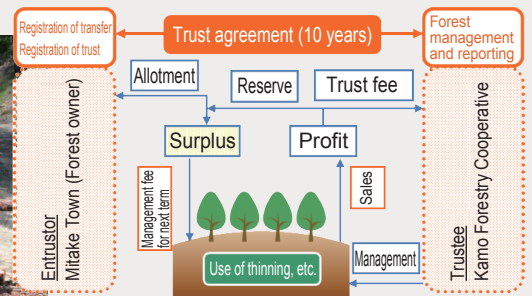 Registration of transfer
Registration of trust
Trust agreement (10 years)
Forest
management
and reporting
Allotment
Reserve
Trust fee
Surplus
Profit
Management fee
for next term
Sales
Entrustor
Mitake Town (Forest owner)
Use of thinning, etc.
Management
Trustee
Kamo Forestry Cooperative